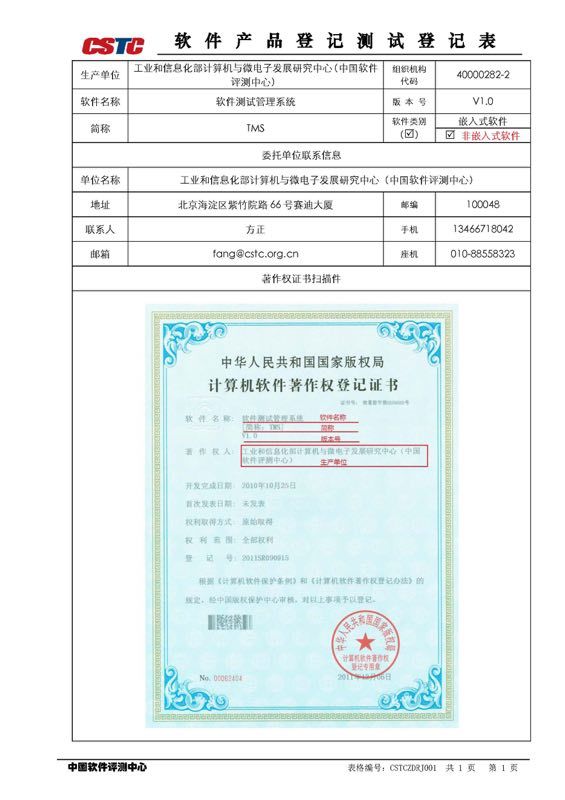 CSTC 软件产品登记测试登记表
生产单位 工业和信息化部计算机与微电子发展研究中心（中国软件评测中心） 组织机构代码 40000282-2
软件名称 软件测试管理系统 版本号 V1.0
简称 TMS 软件类别（☑） 嵌入式软件
☑ 非嵌入式软件
委托单位联系信息
单位名称 工业和信息化部计算机与微电子发展研究中心（中国软件评测中心）
地址 北京海淀区紫竹院路 66 号赛迪大厦 邮编 100048
联系人 方正 手机 13466718042
邮箱 fang@cstc.org.cn 座机 010-88558323
著作权证书扫描件
中华人民共和国国家版权局
计算机软件著作权登记证书
证书号：
软件名称： 软件测试管理系统 软件名称
[简称：TMS] 简称
V1.0 版本号
著作权人： 工业和信息化部计算机与微电子发展研究中心（中国
软件评测中心） 生产单位
开发完成日期： 2010年10月25日
首次发表日期： 未发表
权利取得方式： 原始取得
权利范围： 全部权利
登记号： 2011SR090915
根据《计算机软件保护条例》和《计算机软件著作权登记办法》的
规定，经中国版权保护中心审核，对以上事项予以登记。
中华人民共和国国家版权局
计算机软件著作权
登记专用章
No. 00082404
2011年12月05日
中国软件评测中心 表格编号：CSTCZDRJ001 共 1 页 第 1 页